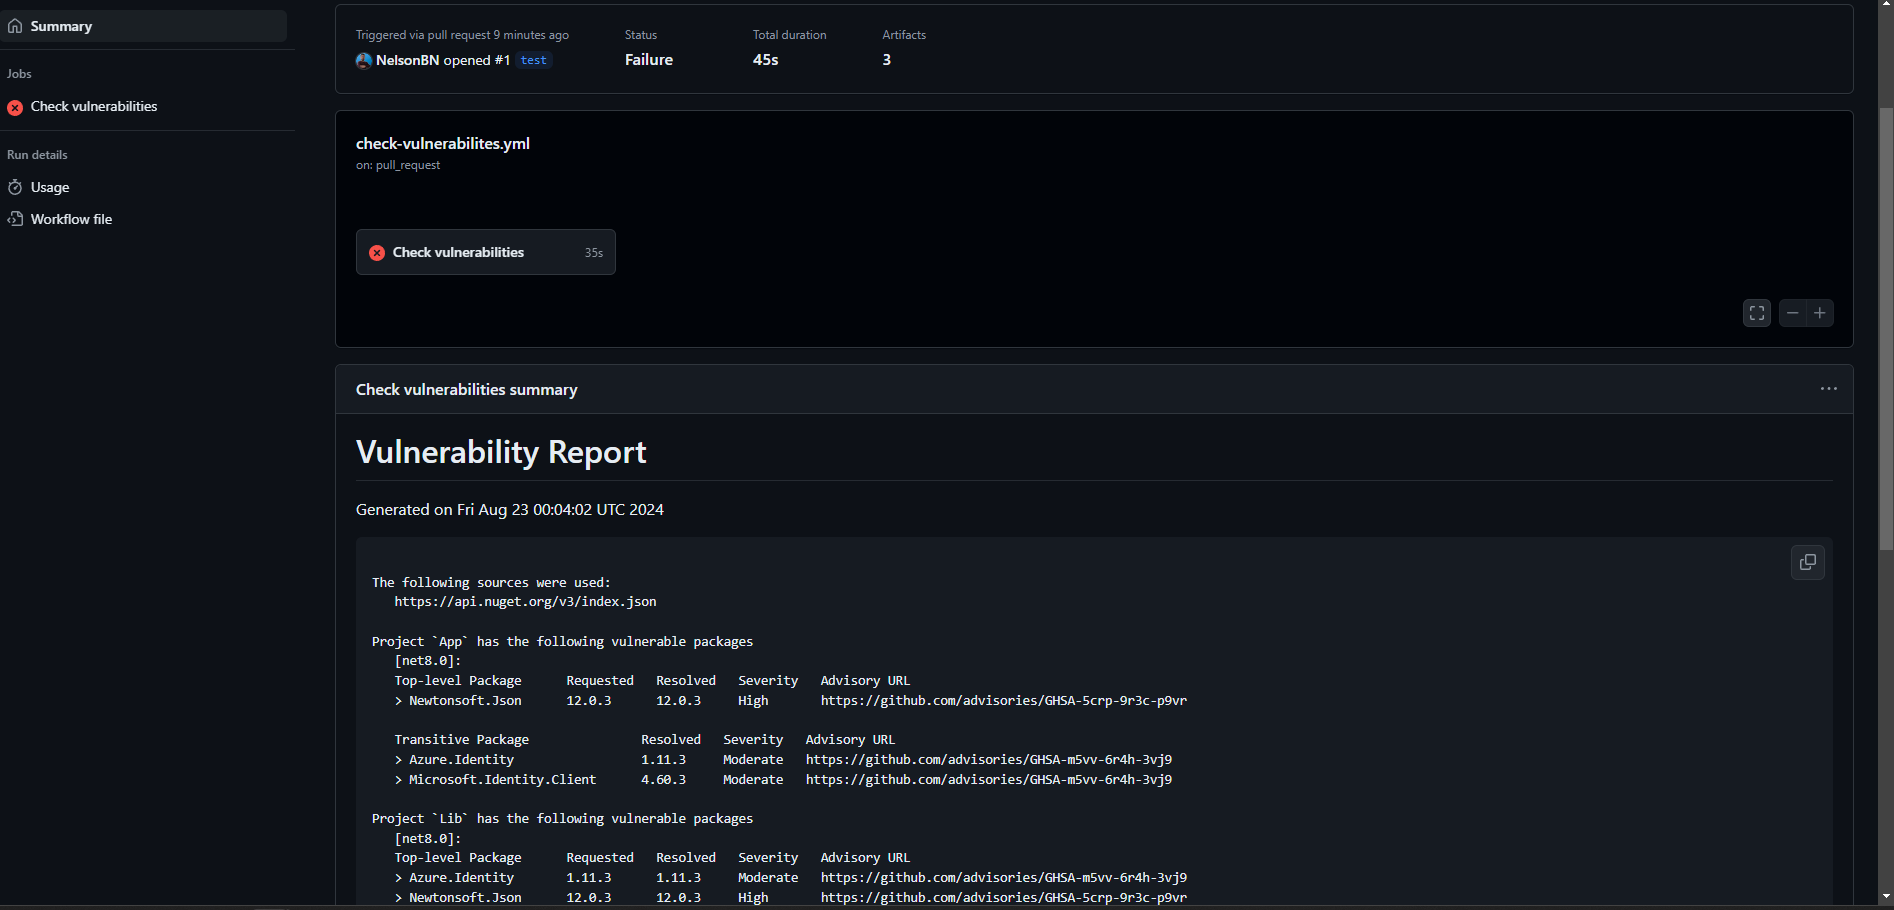 Summary
Jobs
Check vulnerabilities
Run details
Usage
Workflow file
Triggered via pull request 9 minutes ago
NelsonBN opened #1 test
Status
Failure
Total duration
45s
Artifacts
3
check-vulnerabilites.yml
on: pull_request
Check vulnerabilities 35s
Check vulnerabilities summary
Vulnerability Report
Generated on Fri Aug 23 00:04:02 UTC 2024
The following sources were used:
https://api.nuget.org/v3/index.json
Project `App` has the following vulnerable packages
[net8.0]:
Top-level Package Requested Resolved Severity Advisory URL
> Newtonsoft.Json 12.0.3 12.0.3 High https://github.com/advisories/GHSA-5crp-9r3c-p9vr
Transitive Package Resolved Severity Advisory URL
> Azure.Identity 1.11.3 Moderate https://github.com/advisories/GHSA-m5vv-6r4h-3vj9
> Microsoft.Identity.Client 4.60.3 Moderate https://github.com/advisories/GHSA-m5vv-6r4h-3vj9
Project `Lib` has the following vulnerable packages
[net8.0]:
Top-level Package Requested Resolved Severity Advisory URL
> Azure.Identity 1.11.3 1.11.3 Moderate https://github.com/advisories/GHSA-m5vv-6r4h-3vj9
> Newtonsoft.Json 12.0.3 12.0.3 High https://github.com/advisories/GHSA-5crp-9r3c-p9vr